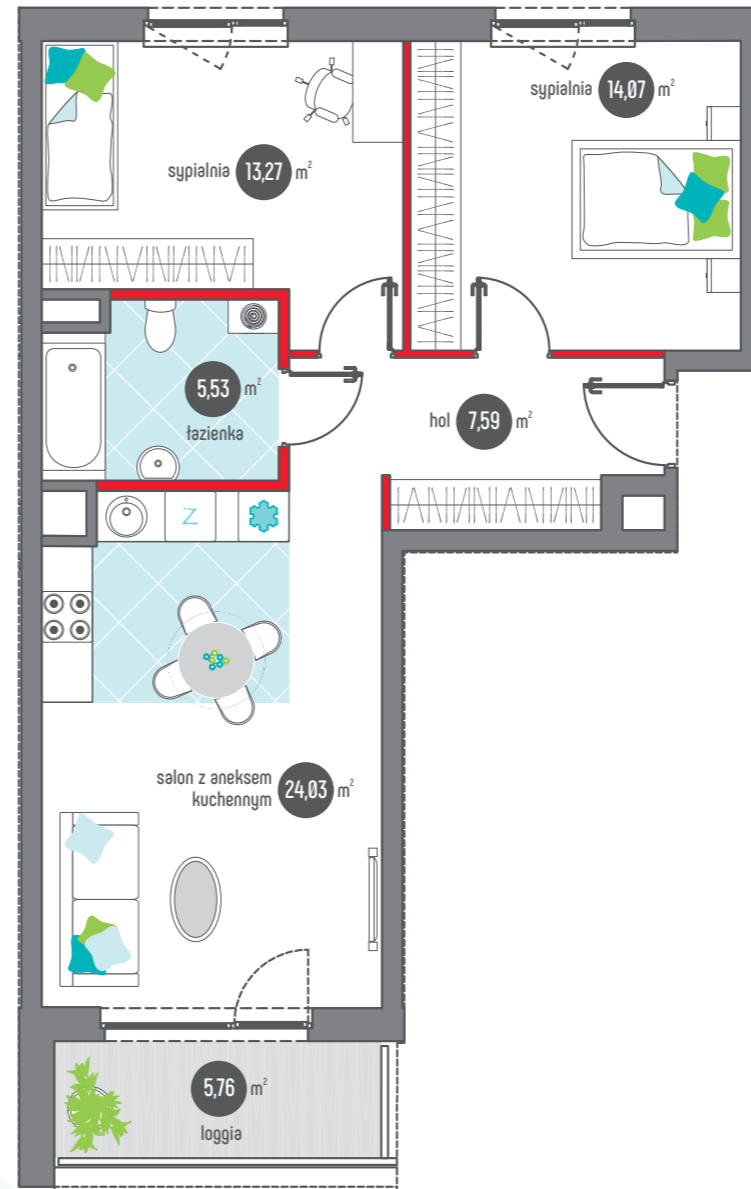 sypialnia 14,07 m²
sypialnia 13,27 m²
5,53 m²
łazienka
hol 7,59 m²
Z
salon z aneksem
kuchennym 24,03 m²
5,76 m²
loggia